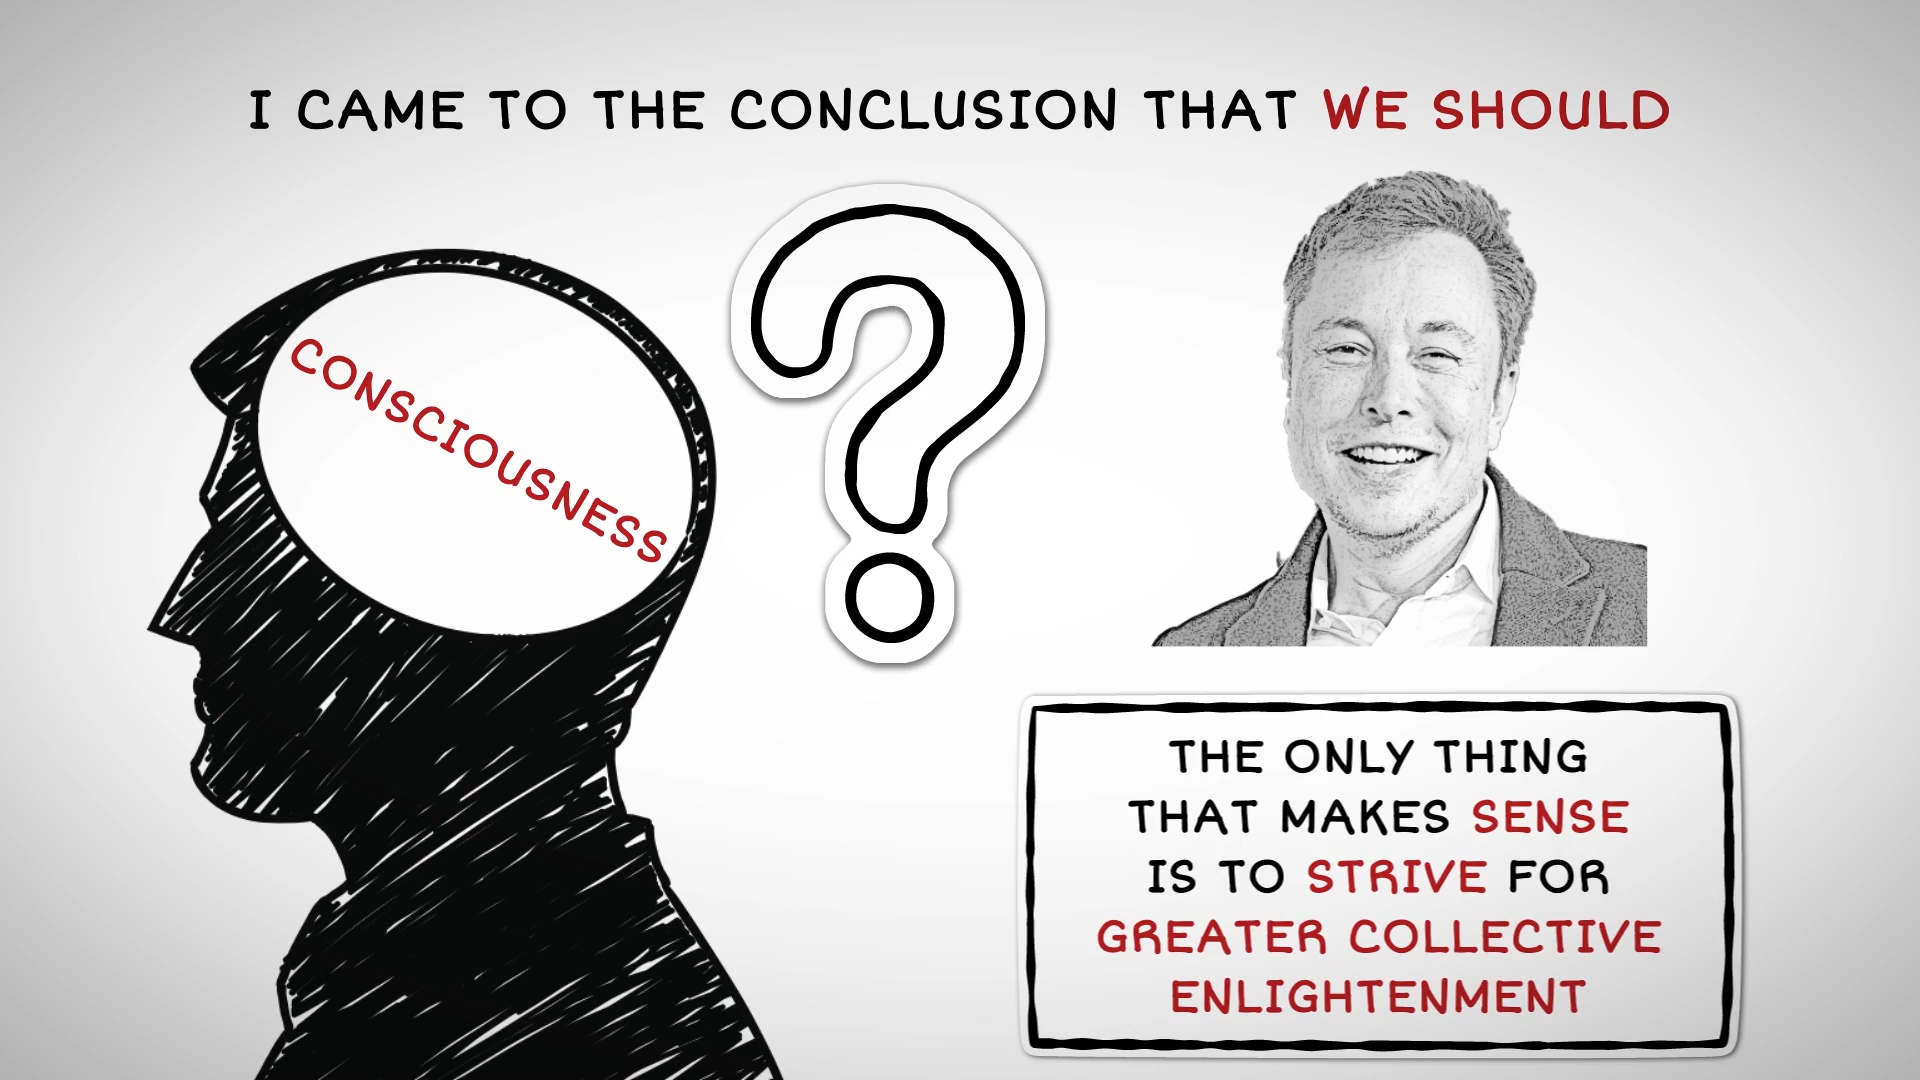 I CAME TO THE CONCLUSION THAT WE SHOULD
CONSCIOUSNESS
?
THE ONLY THING
THAT MAKES SENSE
IS TO STRIVE FOR
GREATER COLLECTIVE
ENLIGHTENMENT